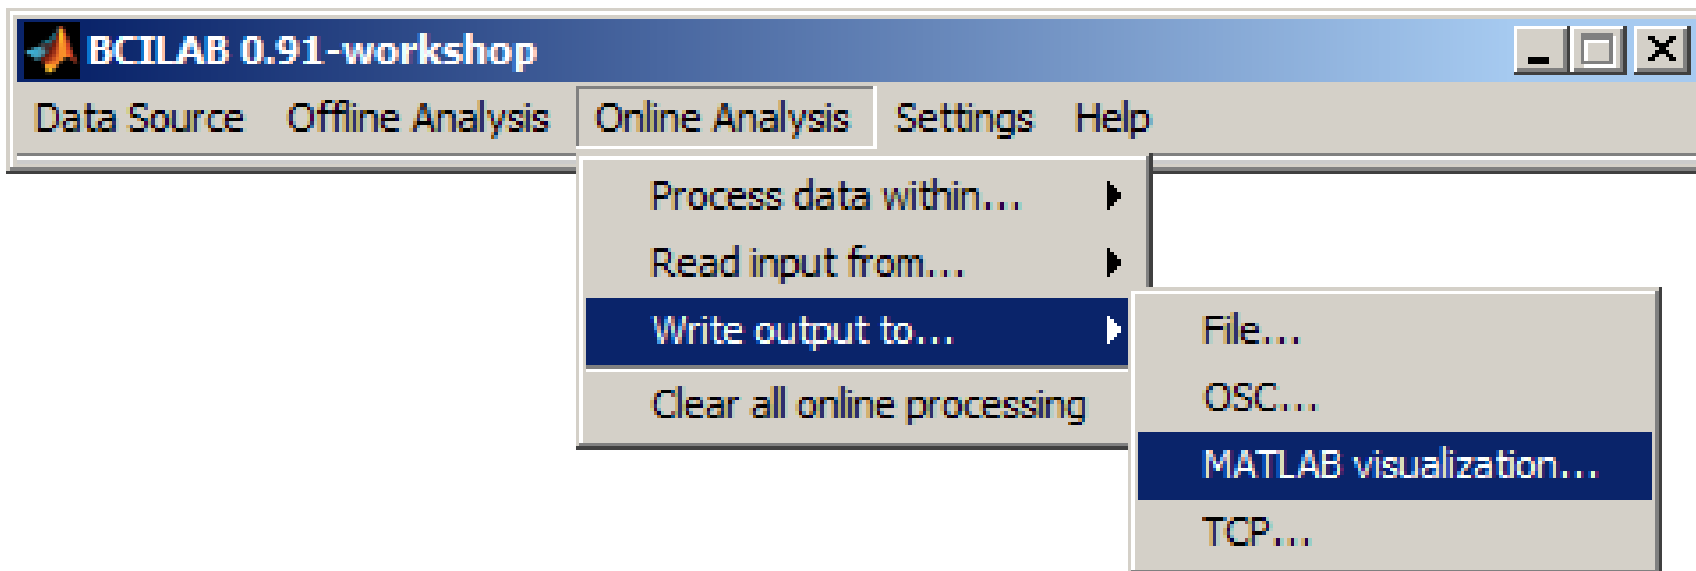 BCILAB 0.91-workshop
Data Source Offline Analysis Online Analysis Settings Help
Process data within...
Read input from...
Write output to...
Clear all online processing
File...
OSC...
MATLAB visualization...
TCP...